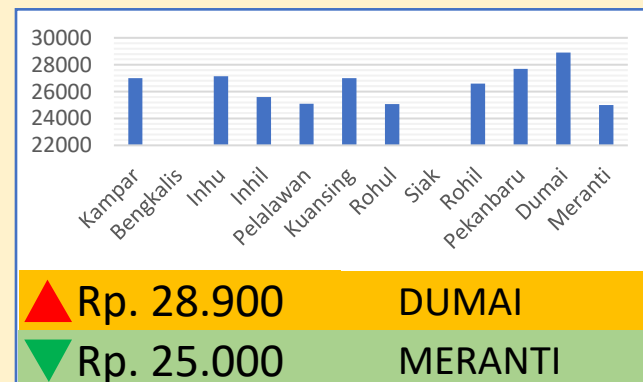 30000
28000
26000
24000
22000
Kampar
Bengkalis
Inhu
Inhil
Pelalawan
Kuansing
Rohul
Siak
Rohil
Pekanbaru
Dumai
Meranti
Rp. 28.900 DUMAI
Rp. 25.000 MERANTI